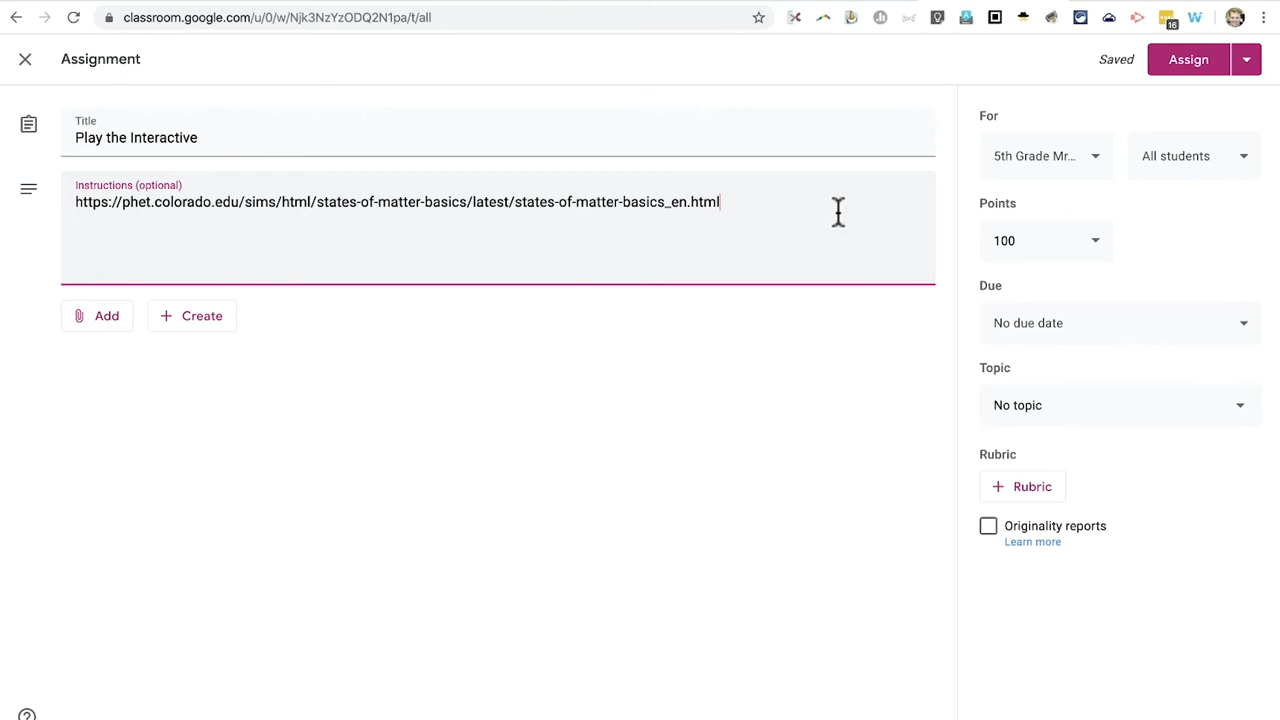 classroom.google.com/u/0/w/Njk3NzYzODQ2N1pa/t/all
16
W
Assignment
Saved
Assign
Title
Play the Interactive
Instructions (optional)
https://phet.colorado.edu/sims/html/states-of-matter-basics/latest/states-of-matter-basics_en.html
Add
Create
For
5th Grade Mr...
All students
Points
100
Due
No due date
Topic
No topic
Rubric
Rubric
Originality reports
Learn more